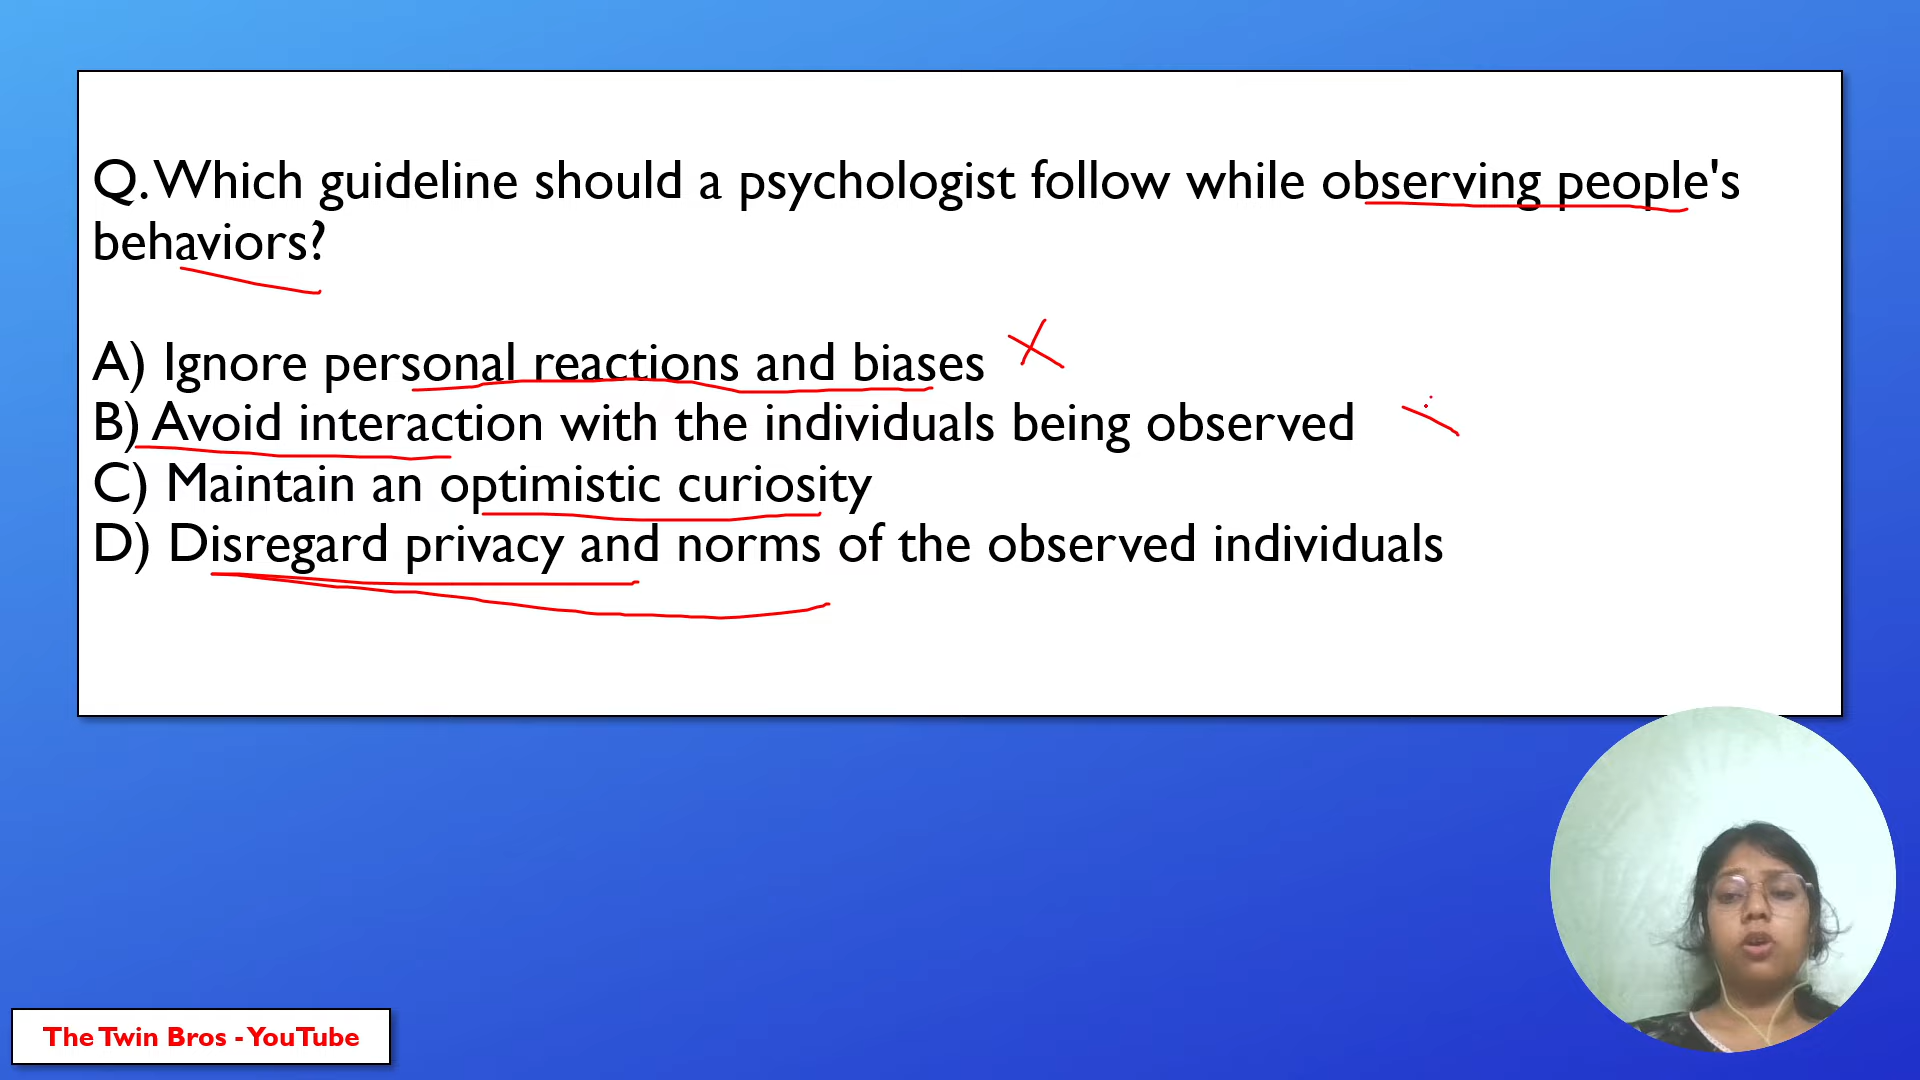 Q. Which guideline should a psychologist follow while observing people's
behaviors?
A) Ignore personal reactions and biases
B) Avoid interaction with the individuals being observed
C) Maintain an optimistic curiosity
D) Disregard privacy and norms of the observed individuals
The Twin Bros - YouTube